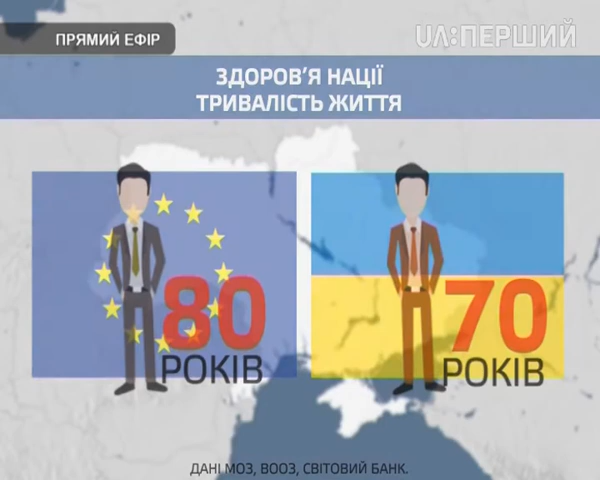 ПРЯМИЙ ЕФІР
UA:ПЕРШИЙ
ЗДОРОВ'Я НАЦІЇ
ТРИВАЛІСТЬ ЖИТТЯ
80
РОКІВ
70
РОКІВ
ДАНІ МОЗ, ВООЗ, СВІТОВИЙ БАНК.